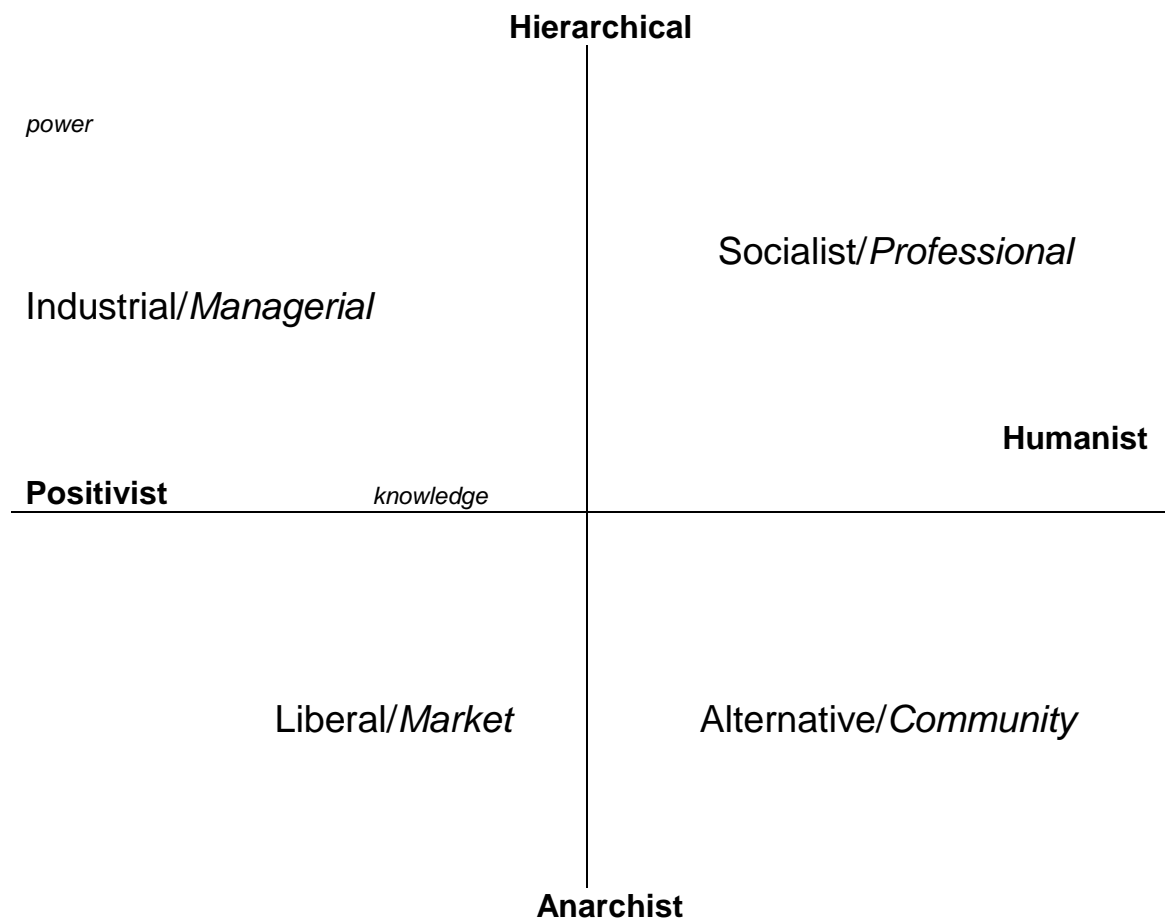 Hierarchical
power
Socialist/Professional
Industrial/Managerial
Humanist
Positivist knowledge
Liberal/Market Alternative/Community
Anarchist